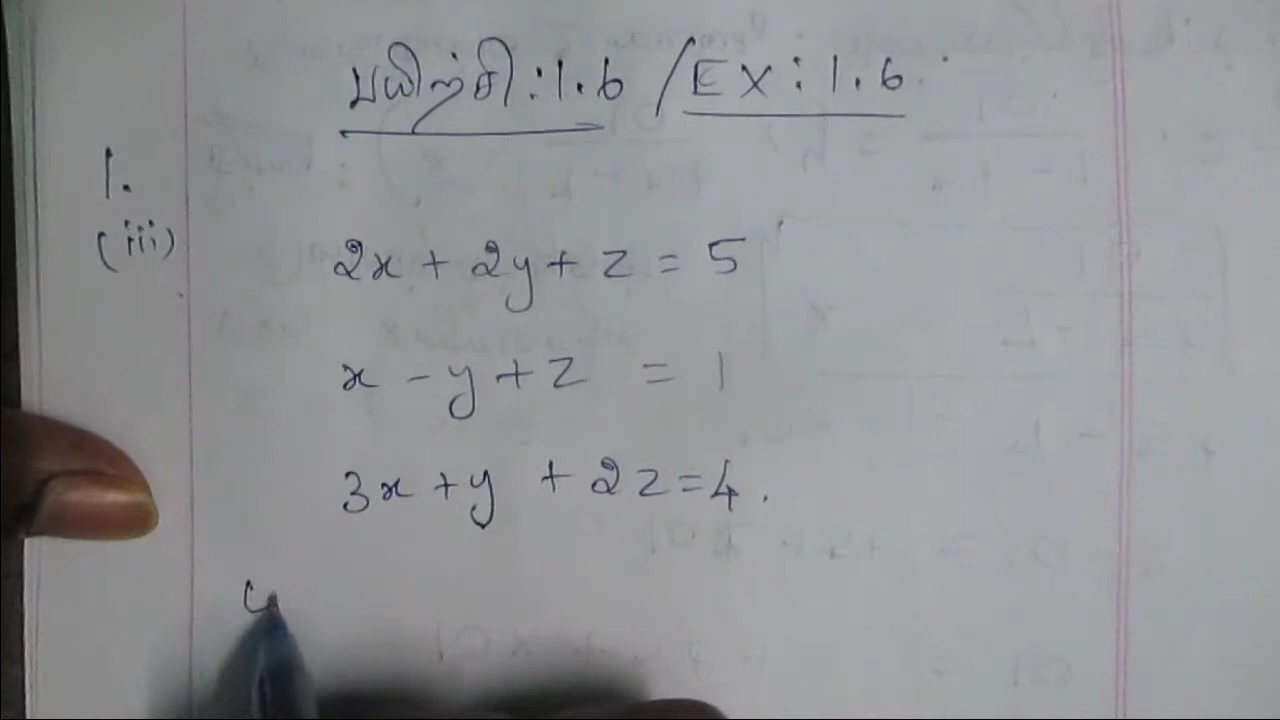 பயிற்சி : 1.6 / EX : 1.6
1.
(iii) 2x + 2y + z = 5
x - y + z = 1
3x + y + 2z = 4.